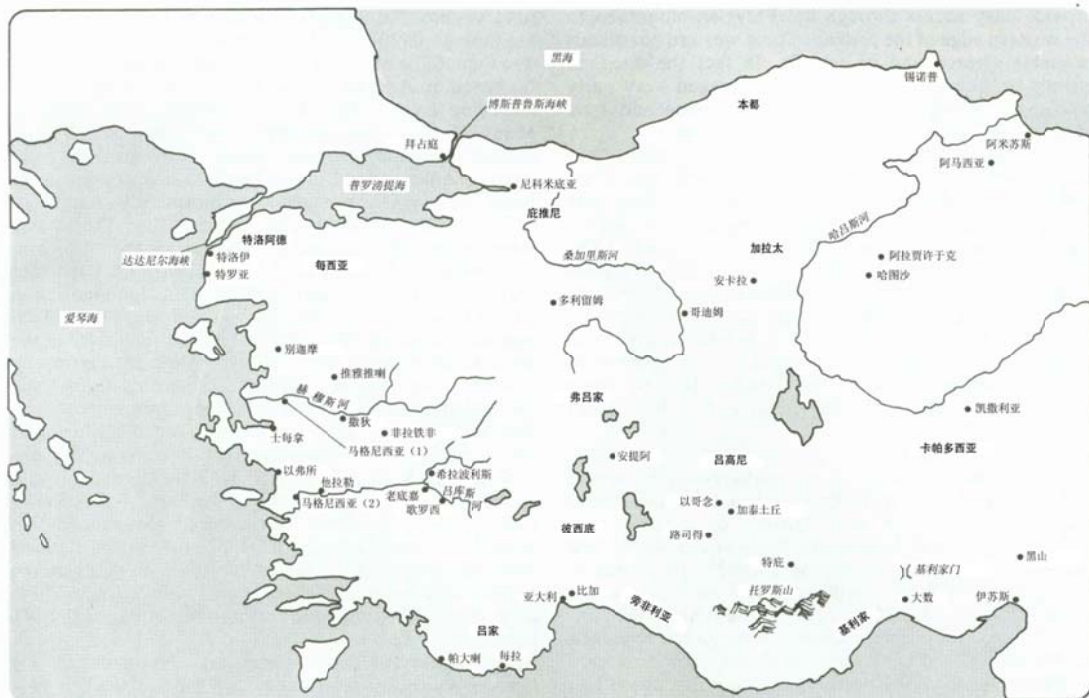 黑海
锡诺普
博斯普鲁斯海峡
本都
拜占庭
阿米苏斯
阿马西亚
普罗滂提海
尼科米底亚
庇推尼
哈吕斯河
特洛阿德
加拉太
桑加里斯河
达达尼尔海峡
特洛伊
每西亚
阿拉贾许于克
特罗亚
安卡拉
哈图沙
多利留姆
哥迪姆
爱琴海
别迦摩
推雅推喇
赫穆斯河
弗吕家
凯撒利亚
撒狄
士每拿
非拉铁非
马格尼西亚(1)
卡帕多西亚
安提阿
吕高尼
以弗所
希拉波利斯
他拉勒
老底嘉
吕库斯河
马格尼西亚(2)
歌罗西
以哥念
加泰土丘
彼西底
路司得
黑山
特庇
基利家门
托罗斯山
亚大利
比加
旁非利亚
大数
伊苏斯
基利家
吕家
帕大喇
每拉